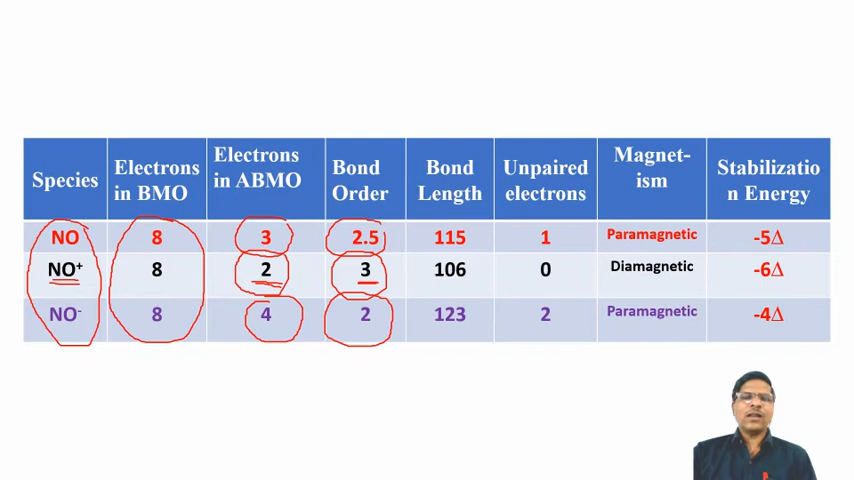 Species Electrons in BMO Electrons in ABMO Bond Order Bond Length Unpaired electrons Magnet-ism Stabilizatio n Energy
NO 8 3 2.5 115 1 Paramagnetic -5Δ
NO⁺ 8 2 3 106 0 Diamagnetic -6Δ
NO⁻ 8 4 2 123 2 Paramagnetic -4Δ